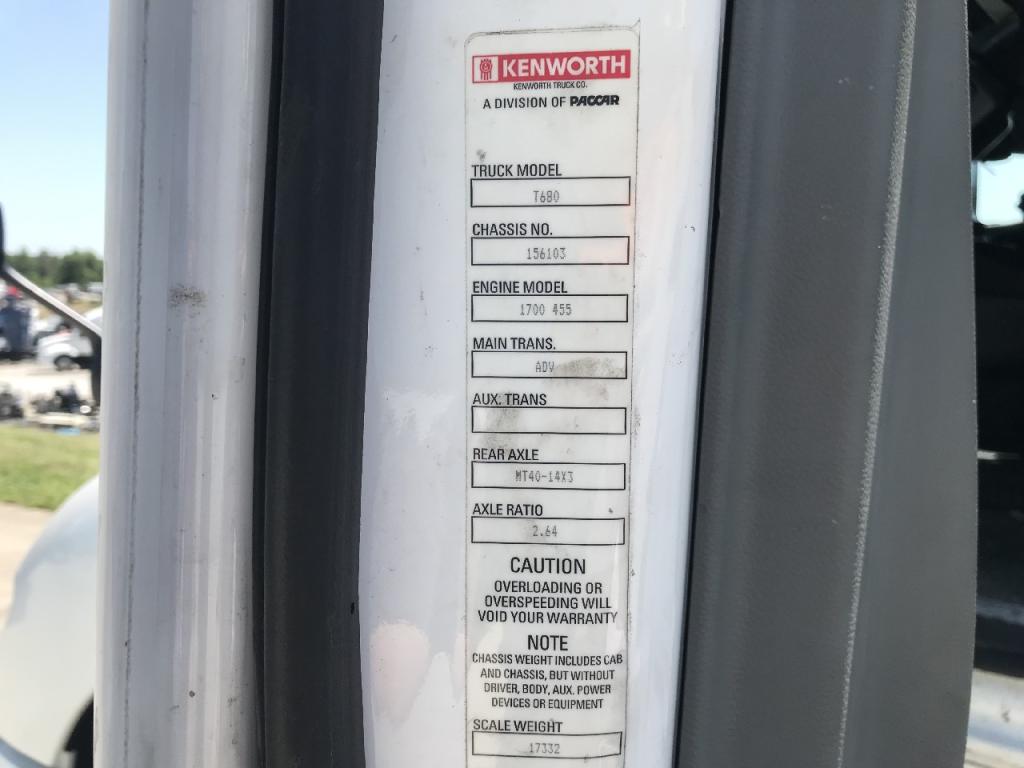 KENWORTH
KENWORTH TRUCK CO.
A DIVISION OF PACCAR
TRUCK MODEL
T680
CHASSIS NO.
156103
ENGINE MODEL
1700 455
MAIN TRANS.
ADV
AUX. TRANS
REAR AXLE
MT40-14X3
AXLE RATIO
2.64
CAUTION
OVERLOADING OR
OVERSPEEDING WILL
VOID YOUR WARRANTY
NOTE
CHASSIS WEIGHT INCLUDES CAB
AND CHASSIS, BUT WITHOUT
DRIVER, BODY, AUX. POWER
DEVICES OR EQUIPMENT
SCALE WEIGHT
17332